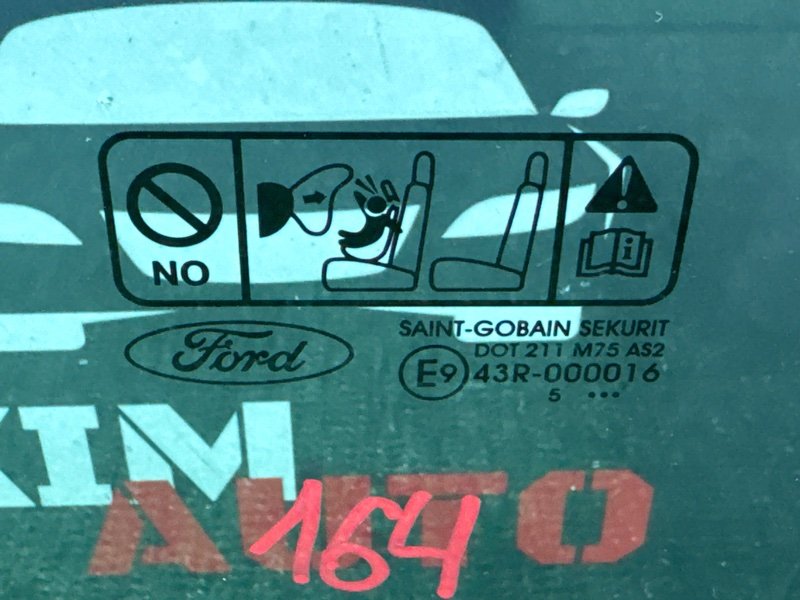 NO
Ford
SAINT-GOBAIN SEKURIT
DOT 211 M75 AS2
E9 43R-000016
5 ...
AUTO
164